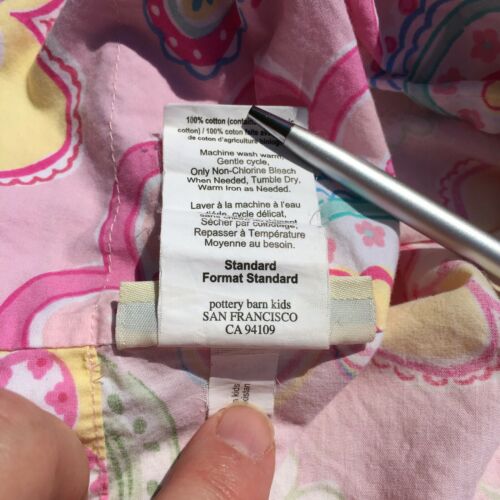 100% cotton (
cotton) / 100% coton faite
de coton d'agriculture
Machine wash warm,
Gentle cycle,
Only Non-Chlorine Bleach
When Needed, Tumble Dry,
Warm Iron as Needed.
Laver à la machine à l'eau
cycle délicat,
Sécher par culbutage,
Repasser à Température
Moyenne au besoin.
Standard
Format Standard
pottery barn kids
SAN FRANCISCO
CA 94109
kids